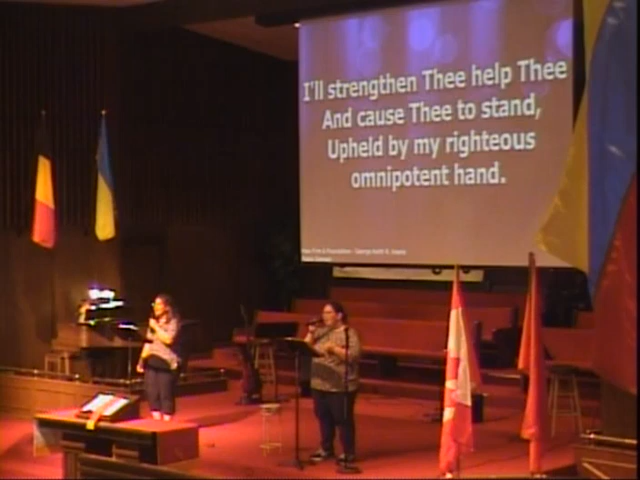 I'll strengthen Thee help Thee
And cause Thee to stand,
Upheld by my righteous
omnipotent hand.